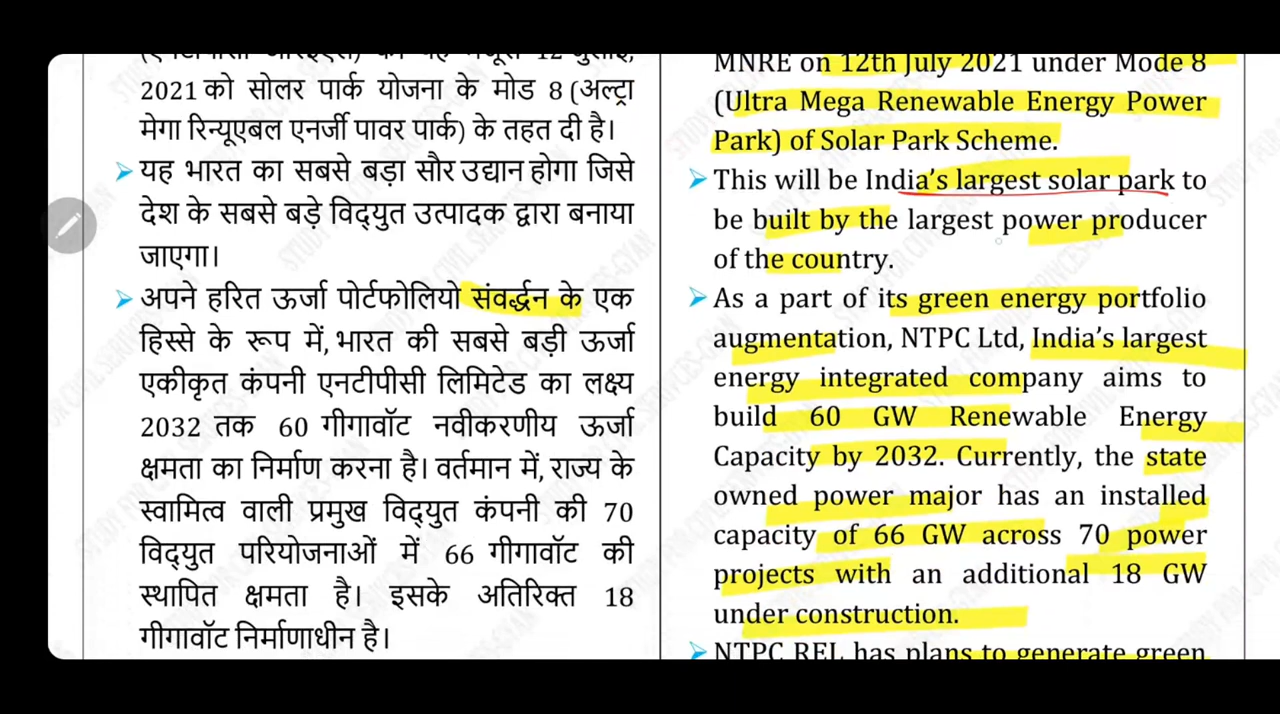 2021 को सोलर पार्क योजना के मोड 8 (अल्ट्रा
मेगा रिन्यूएबल एनर्जी पावर पार्क) के तहत दी है।
➤ यह भारत का सबसे बड़ा सौर उद्यान होगा जिसे
देश के सबसे बड़े विद्युत उत्पादक द्वारा बनाया
जाएगा।
➤ अपने हरित ऊर्जा पोर्टफोलियो संवर्द्धन के एक
हिस्से के रूप में, भारत की सबसे बड़ी ऊर्जा
एकीकृत कंपनी एनटीपीसी लिमिटेड का लक्ष्य
2032 तक 60 गीगावॉट नवीकरणीय ऊर्जा
क्षमता का निर्माण करना है। वर्तमान में, राज्य के
स्वामित्व वाली प्रमुख विद्युत कंपनी की 70
विद्युत परियोजनाओं में 66 गीगावॉट की
स्थापित क्षमता है। इसके अतिरिक्त 18
गीगावॉट निर्माणाधीन है।
MNRE on 12th July 2021 under Mode 8
(Ultra Mega Renewable Energy Power
Park) of Solar Park Scheme.
➤ This will be India's largest solar park to
be built by the largest power producer
of the country.
➤ As a part of its green energy portfolio
augmentation, NTPC Ltd, India's largest
energy integrated company aims to
build 60 GW Renewable Energy
Capacity by 2032. Currently, the state
owned power major has an installed
capacity of 66 GW across 70 power
projects with an additional 18 GW
under construction.
➤ NTPC REL has plans to generate green